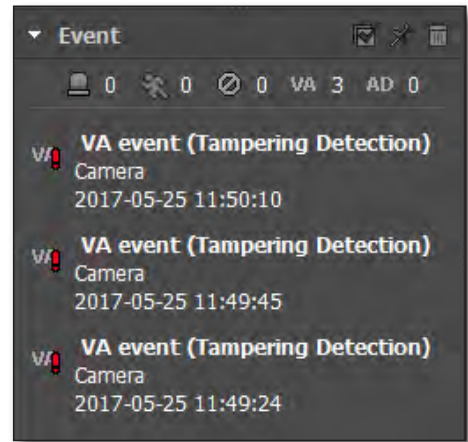 Event
0 0 0 VA 3 AD 0
VA event (Tampering Detection)
Camera
2017-05-25 11:50:10
VA event (Tampering Detection)
Camera
2017-05-25 11:49:45
VA event (Tampering Detection)
Camera
2017-05-25 11:49:24